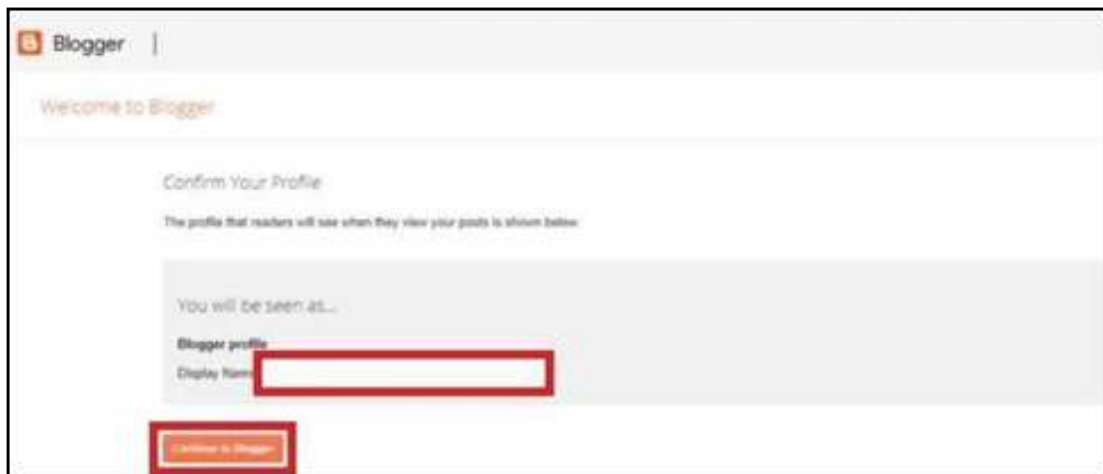 Blogger |
Welcome to Blogger
Confirm Your Profile
The profile that readers will see when they view your posts is shown below
You will be seen as...
Blogger profile
Display Name
Continue to Blogger